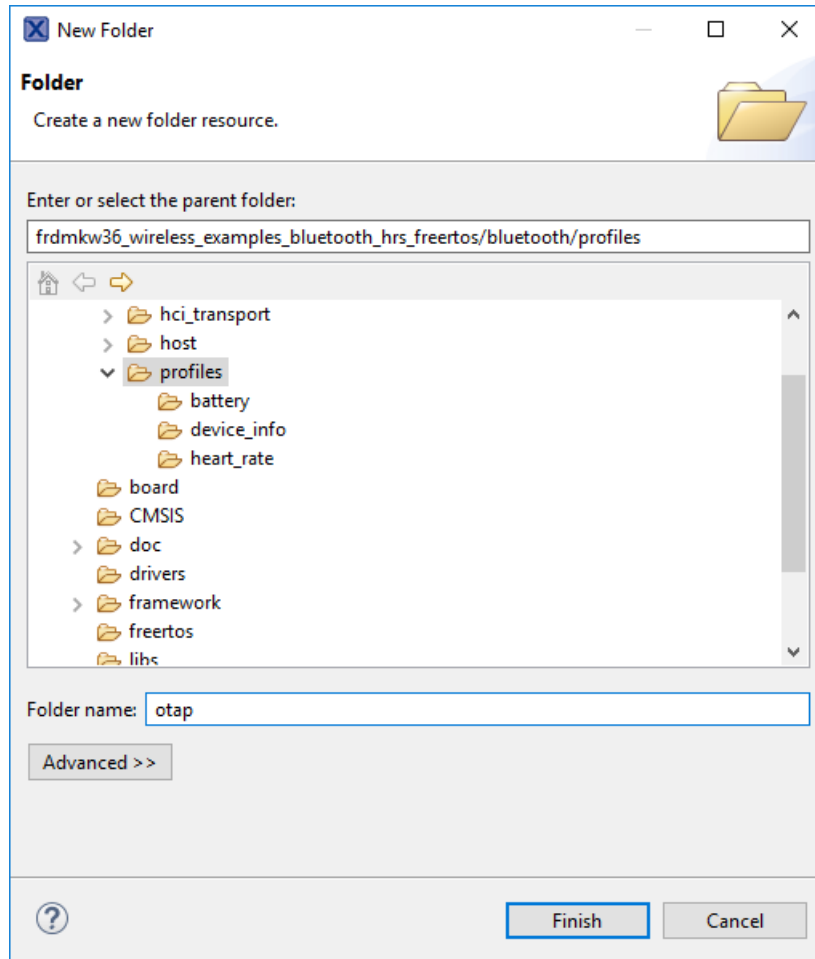 New Folder
Folder
Create a new folder resource.
Enter or select the parent folder:
frdmkw36_wireless_examples_bluetooth_hrs_freertos/bluetooth/profiles
hci_transport
host
profiles
battery
device_info
heart_rate
board
CMSIS
doc
drivers
framework
freertos
libs
Folder name: otap
Advanced >>
? Finish Cancel